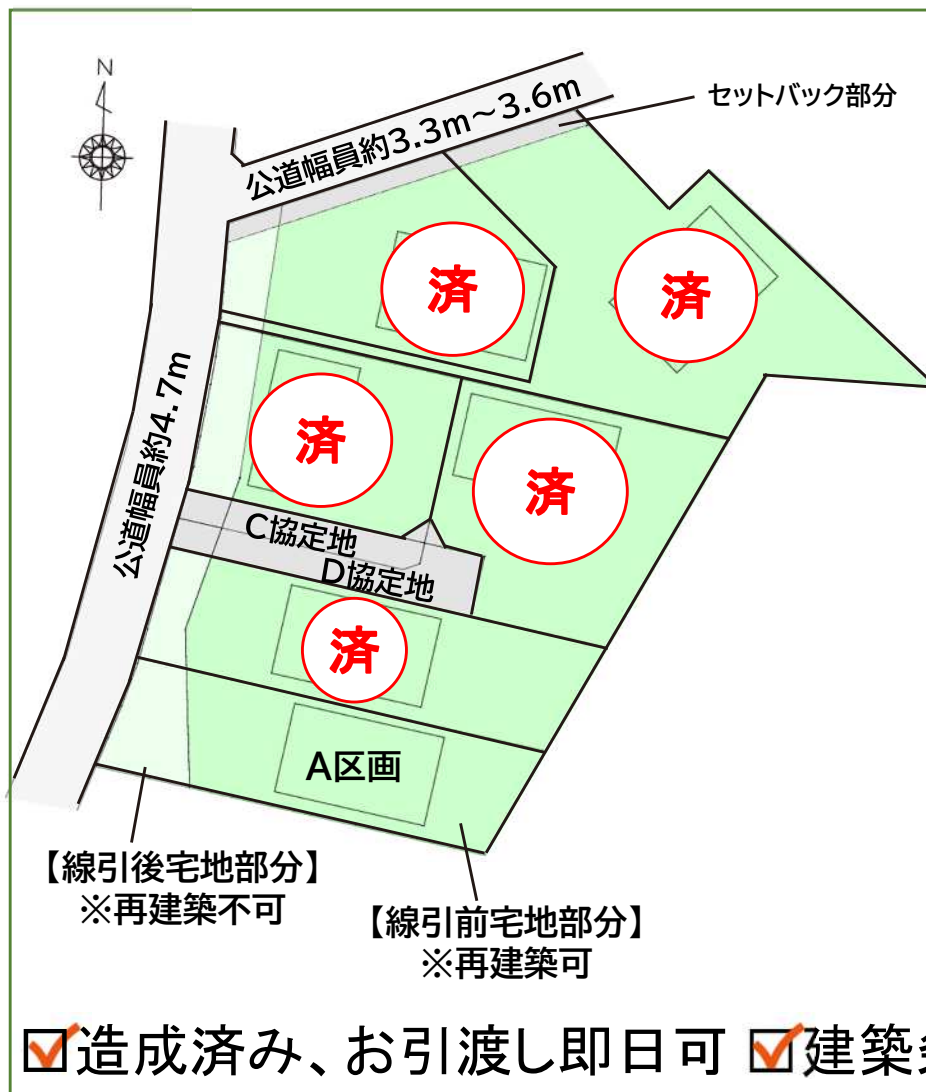 N
セットバック部分
公道幅員約3.3m～3.6m
済
済
公道幅員約4.7m
済
済
C協定地
D協定地
済
A区画
【線引後宅地部分】
※再建築不可
【線引前宅地部分】
※再建築可
☑造成済み、お引渡し即日可 ☑建築